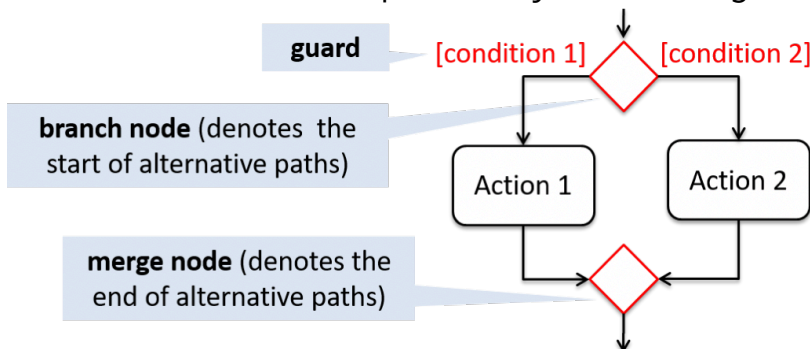 guard
[condition 1]
[condition 2]
branch node (denotes the
start of alternative paths)
Action 1
Action 2
merge node (denotes the
end of alternative paths)